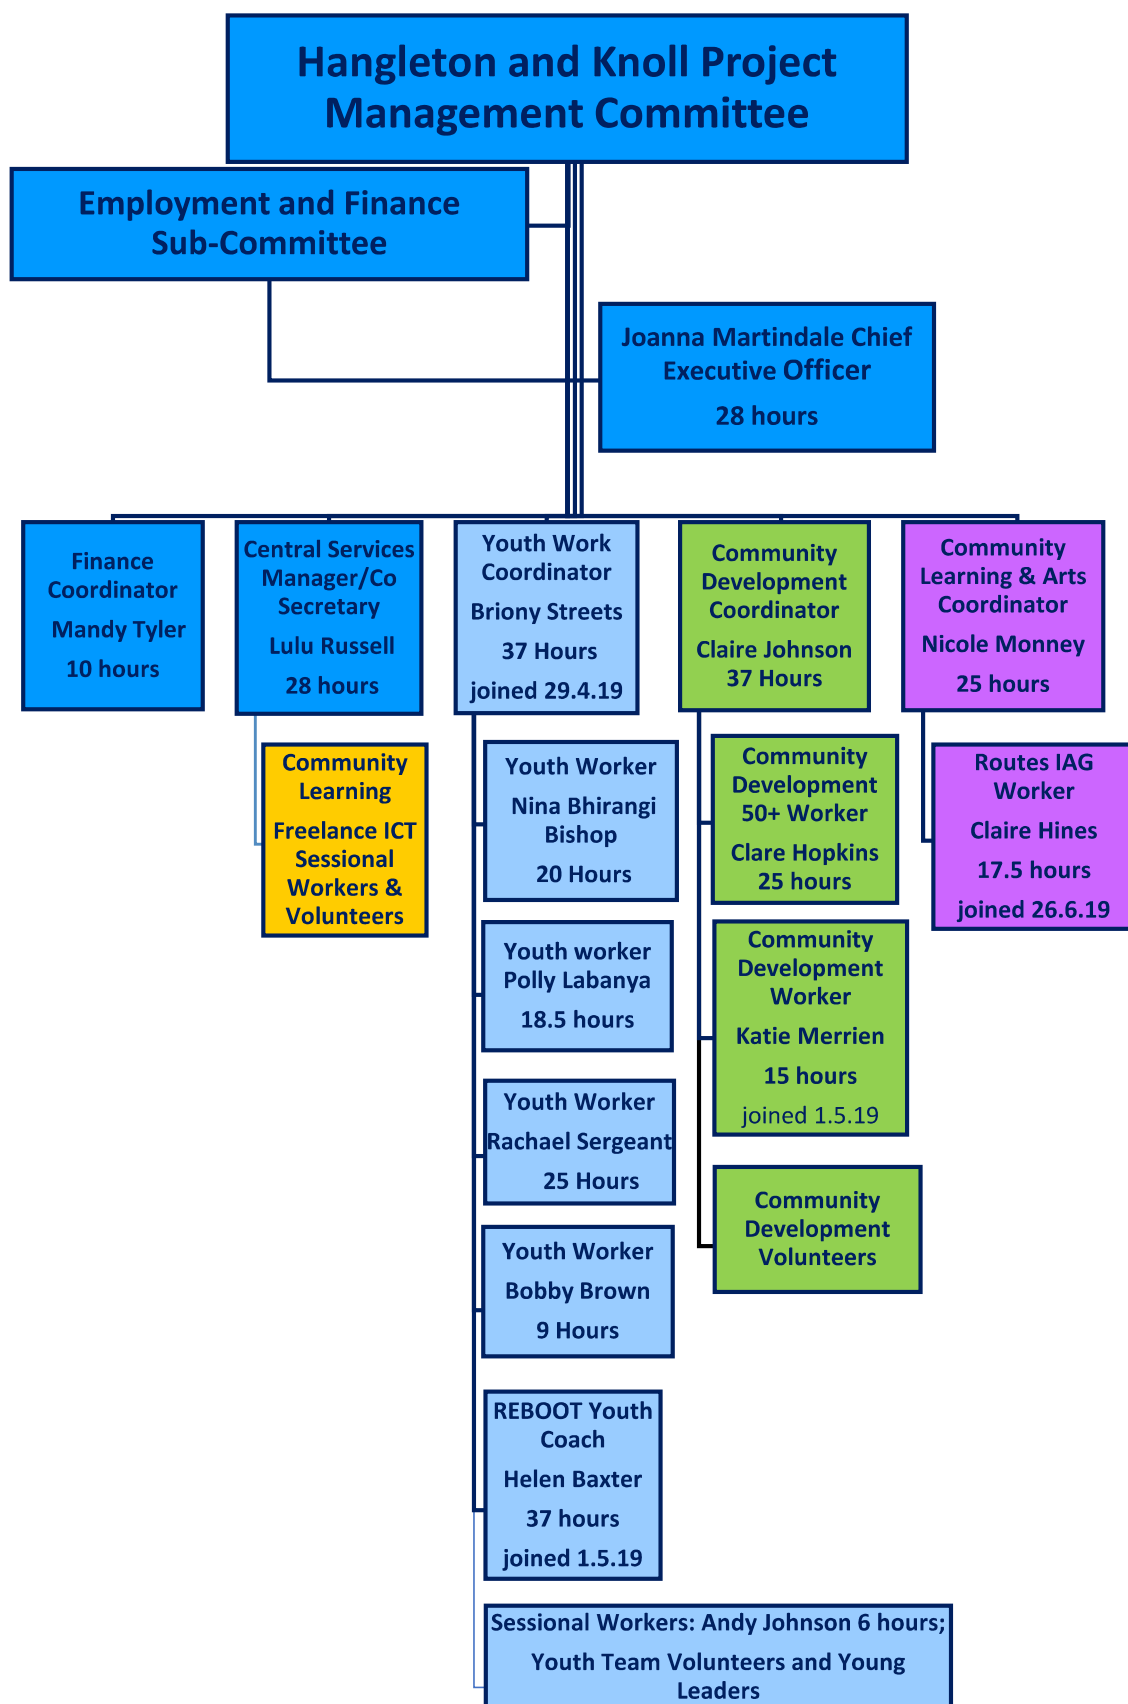 Hangleton and Knoll Project
Management Committee
Employment and Finance
Sub-Committee
Joanna Martindale Chief
Executive Officer
28 hours
Finance
Coordinator
Mandy Tyler
10 hours
Central Services
Manager/Co
Secretary
Lulu Russell
28 hours
Youth Work
Coordinator
Briony Streets
37 Hours
joined 29.4.19
Community
Development
Coordinator
Claire Johnson
37 Hours
Community
Learning & Arts
Coordinator
Nicole Monney
25 hours
Community
Learning
Freelance ICT
Sessional
Workers &
Volunteers
Youth Worker
Nina Bhirangi
Bishop
20 Hours
Youth worker
Polly Labanya
18.5 hours
Youth Worker
Rachael Sergeant
25 Hours
Youth Worker
Bobby Brown
9 Hours
REBOOT Youth
Coach
Helen Baxter
37 hours
joined 1.5.19
Sessional Workers: Andy Johnson 6 hours;
Youth Team Volunteers and Young
Leaders
Community
Development
50+ Worker
Clare Hopkins
25 hours
Community
Development
Worker
Katie Merrien
15 hours
joined 1.5.19
Community
Development
Volunteers
Routes IAG
Worker
Claire Hines
17.5 hours
joined 26.6.19